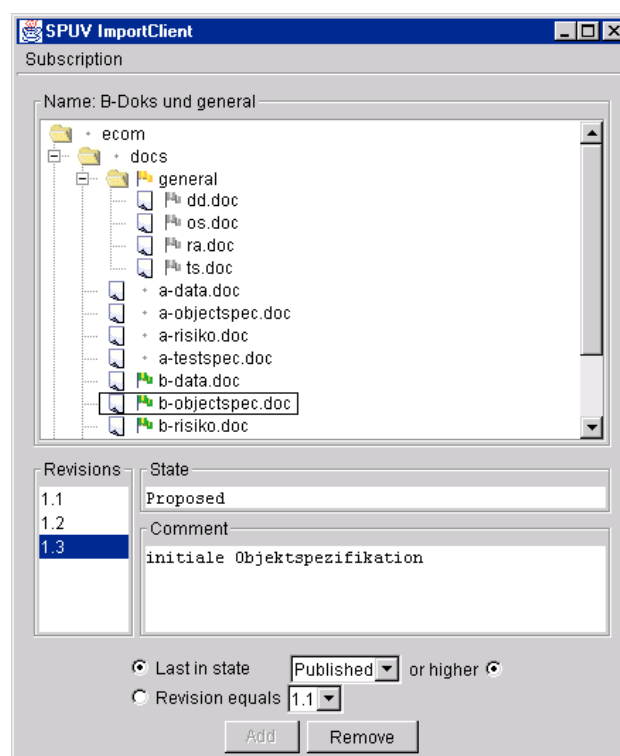 SPUV ImportClient
Subscription
Name: B-Doks und general
ecom
docs
general
dd.doc
os.doc
ra.doc
ts.doc
a-data.doc
a-objectspec.doc
a-risiko.doc
a-testspec.doc
b-data.doc
b-objectspec.doc
b-risiko.doc
Revisions
1.1
1.2
1.3
State
Proposed
Comment
initiale Objektspezifikation
Last in state Published or higher
Revision equals 1.1
Add Remove